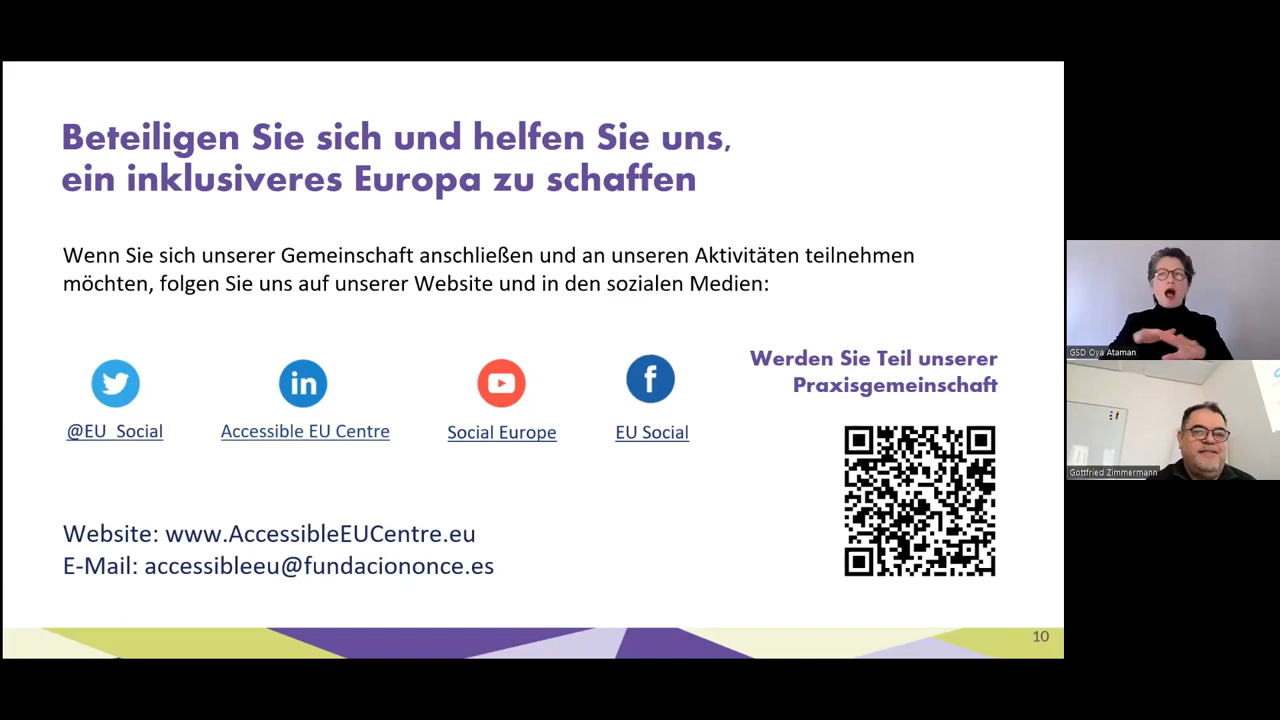 Beteiligen Sie sich und helfen Sie uns,
ein inklusiveres Europa zu schaffen
Wenn Sie sich unserer Gemeinschaft anschließen und an unseren Aktivitäten teilnehmen
möchten, folgen Sie uns auf unserer Website und in den sozialen Medien:
@EU_Social
Accessible EU Centre
Social Europe
EU Social
Werden Sie Teil unserer
Praxisgemeinschaft
Website: www.AccessibleEUCentre.eu
E-Mail: accessibleeu@fundaciononce.es
10
GSD Oya Ataman
Gottfried Zimmermann